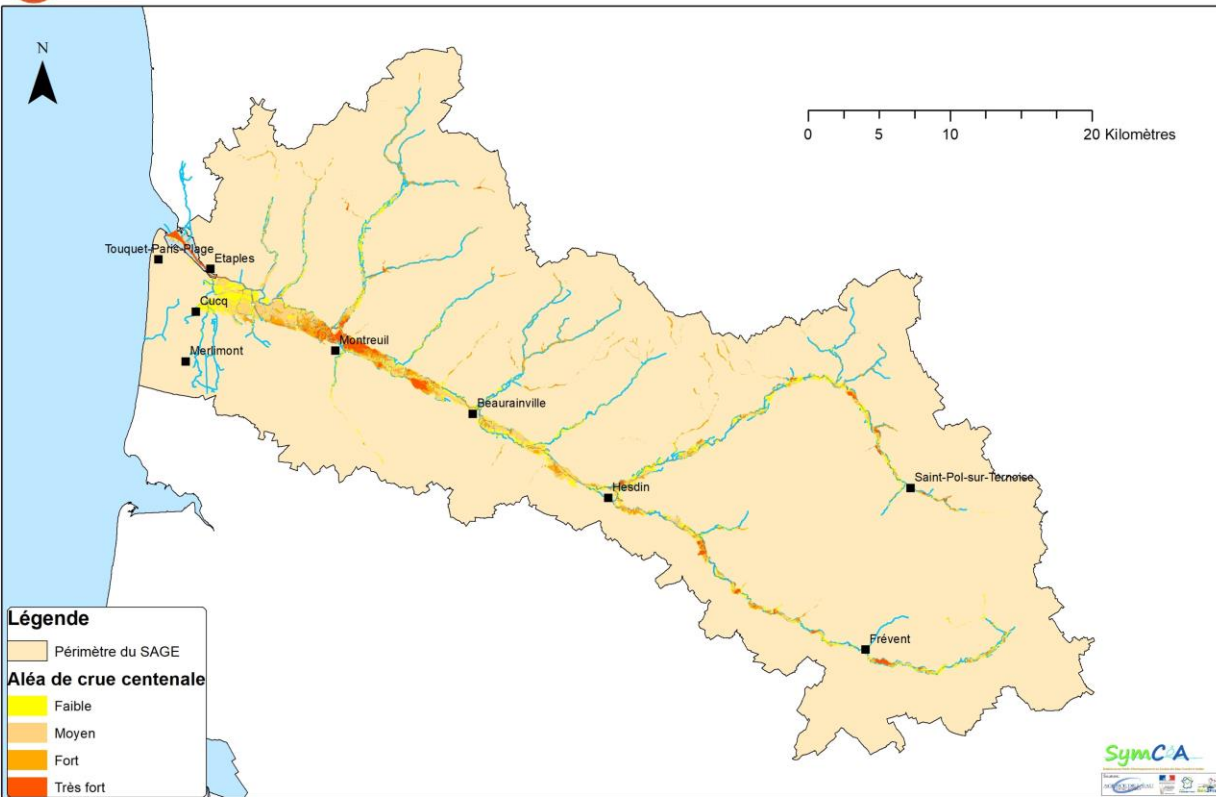 N
0 5 10 20 Kilomètres
Touquet-Paris-Plage
Etaples
Cucq
Merlimont
Montreuil
Beaurainville
Hesdin
Saint-Pol-sur-Ternoise
Frévent
Légende
Périmètre du SAGE
Aléa de crue centenale
Faible
Moyen
Fort
Très fort
SymCéA